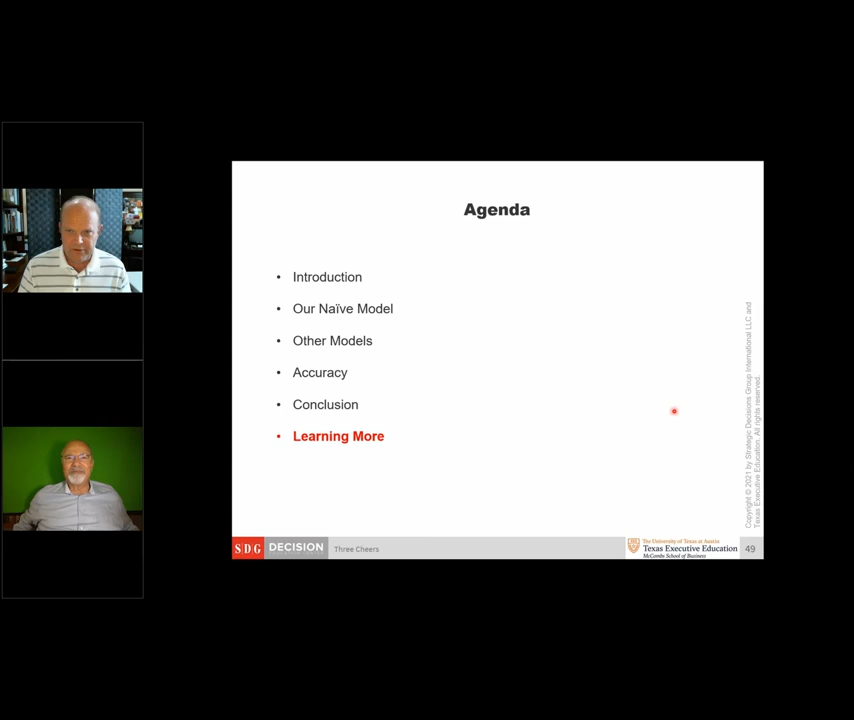 Agenda
• Introduction
• Our Naïve Model
• Other Models
• Accuracy
• Conclusion
• Learning More
Copyright © 2021 by Strategic Decisions Group International LLC and
Texas Executive Education. All rights reserved.
SDG
DECISION
Three Cheers
The University of Texas at Austin
Texas Executive Education
McCombs School of Business
49